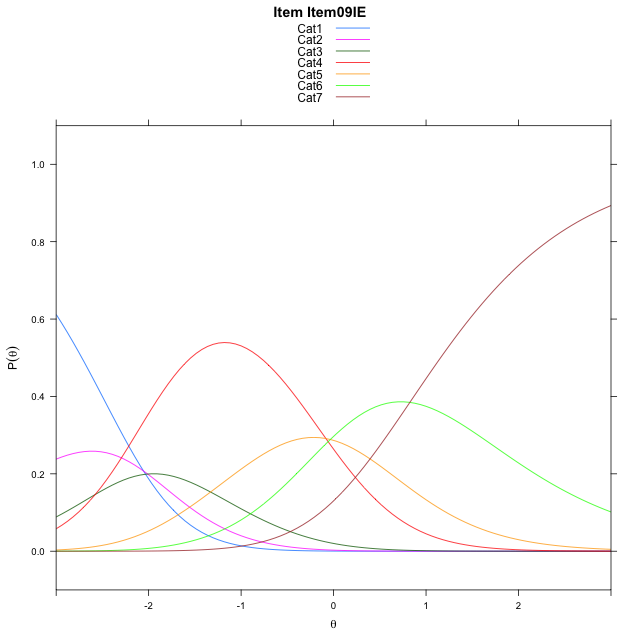 Item Item09IE
Cat1
Cat2
Cat3
Cat4
Cat5
Cat6
Cat7
1.0
0.8
0.6
0.4
0.2
0.0
P(θ)
-2 -1 0 1 2
θ